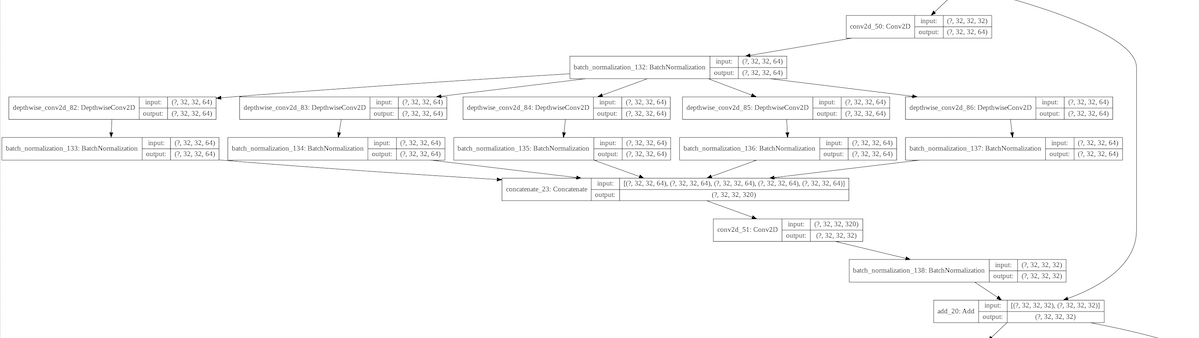 conv2d_50: Conv2D input: (?, 32, 32, 32)
output: (?, 32, 32, 64)
batch_normalization_132: BatchNormalization input: (?, 32, 32, 64)
output: (?, 32, 32, 64)
depthwise_conv2d_82: DepthwiseConv2D input: (?, 32, 32, 64)
output: (?, 32, 32, 64)
depthwise_conv2d_83: DepthwiseConv2D input: (?, 32, 32, 64)
output: (?, 32, 32, 64)
depthwise_conv2d_84: DepthwiseConv2D input: (?, 32, 32, 64)
output: (?, 32, 32, 64)
depthwise_conv2d_85: DepthwiseConv2D input: (?, 32, 32, 64)
output: (?, 32, 32, 64)
depthwise_conv2d_86: DepthwiseConv2D input: (?, 32, 32, 64)
output: (?, 32, 32, 64)
batch_normalization_133: BatchNormalization input: (?, 32, 32, 64)
output: (?, 32, 32, 64)
batch_normalization_134: BatchNormalization input: (?, 32, 32, 64)
output: (?, 32, 32, 64)
batch_normalization_135: BatchNormalization input: (?, 32, 32, 64)
output: (?, 32, 32, 64)
batch_normalization_136: BatchNormalization input: (?, 32, 32, 64)
output: (?, 32, 32, 64)
batch_normalization_137: BatchNormalization input: (?, 32, 32, 64)
output: (?, 32, 32, 64)
concatenate_23: Concatenate input: [(?, 32, 32, 64), (?, 32, 32, 64), (?, 32, 32, 64), (?, 32, 32, 64), (?, 32, 32, 64)]
output: (?, 32, 32, 320)
conv2d_51: Conv2D input: (?, 32, 32, 320)
output: (?, 32, 32, 32)
batch_normalization_138: BatchNormalization input: (?, 32, 32, 32)
output: (?, 32, 32, 32)
add_20: Add input: [(?, 32, 32, 32), (?, 32, 32, 32)]
output: (?, 32, 32, 32)